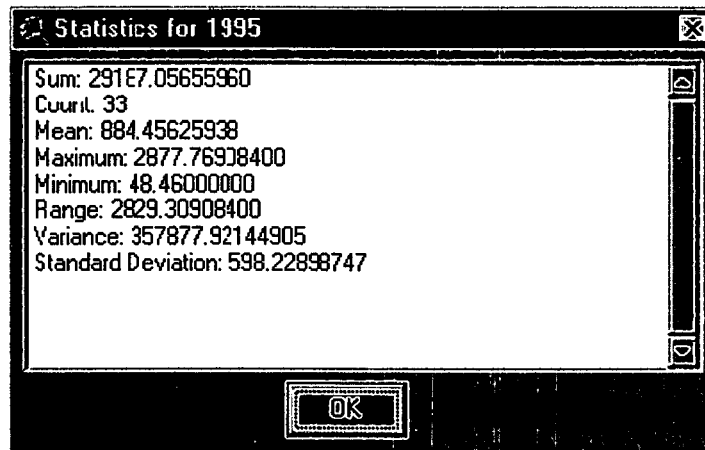 Statistics for 1995
Sum: 29187.05655960
Count: 33
Mean: 884.45625938
Maximum: 2877.76908400
Minimum: 48.46000000
Range: 2829.30908400
Variance: 357877.92144905
Standard Deviation: 598.22898747
OK